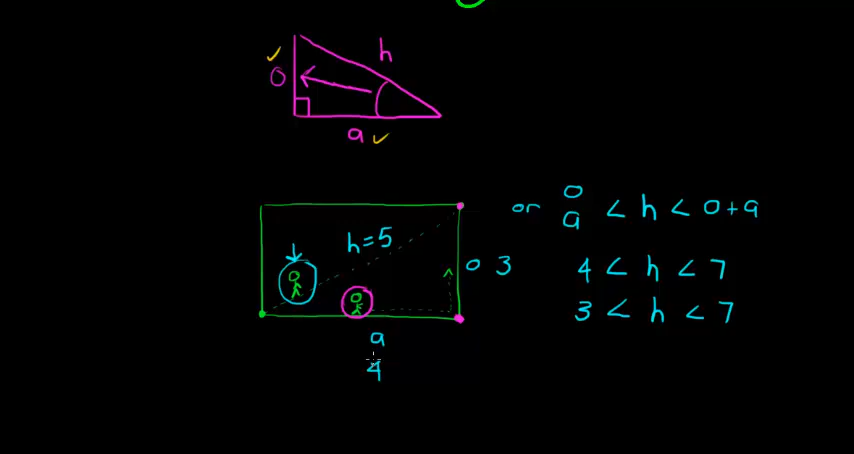 h
o
a
or o/a < h < o+a
h=5
o 3
4 < h < 7
3 < h < 7
a
4